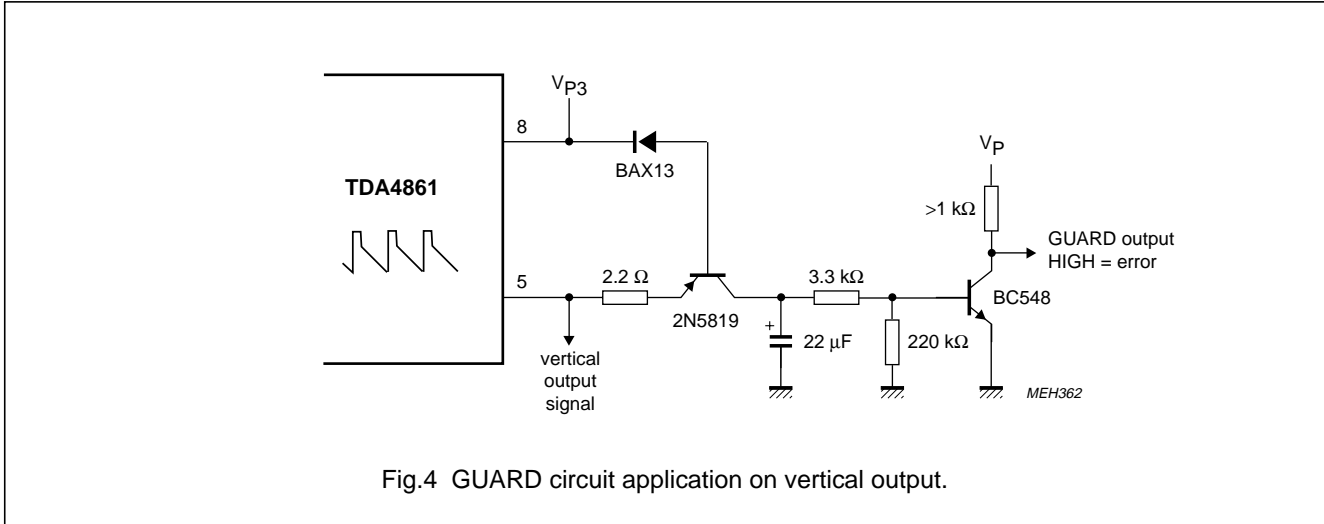 V_P3
8
BAX13
TDA4861
V_P
>1 kΩ
GUARD output
HIGH = error
5
2.2 Ω
3.3 kΩ
BC548
2N5819
+
22 μF
220 kΩ
vertical
output
signal
MEH362
Fig.4 GUARD circuit application on vertical output.